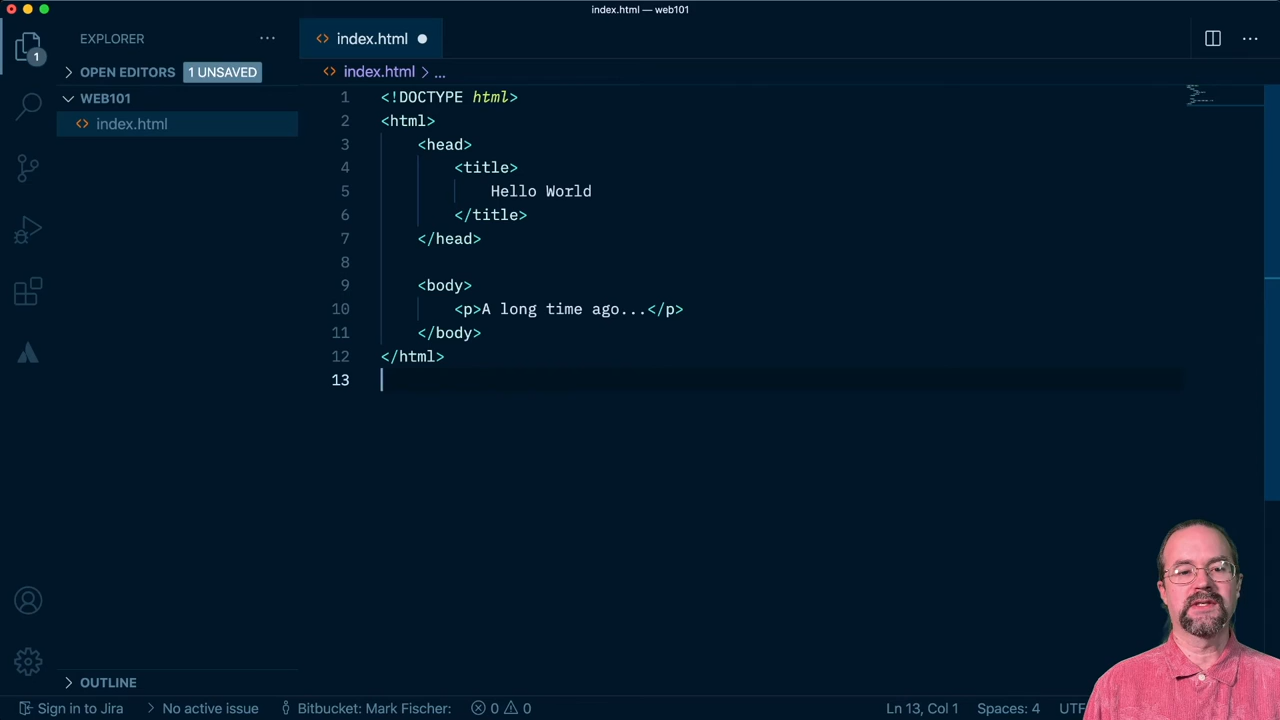 index.html — web101
1
EXPLORER ···
OPEN EDITORS 1 UNSAVED
WEB101
index.html
index.html
index.html > ...
1 <!DOCTYPE html>
2 <html>
3 <head>
4 <title>
5 Hello World
6 </title>
7 </head>
8
9 <body>
10 <p>A long time ago...</p>
11 </body>
12 </html>
13
OUTLINE
Sign in to Jira No active issue Bitbucket: Mark Fischer: 0 0 Ln 13, Col 1 Spaces: 4 UTF